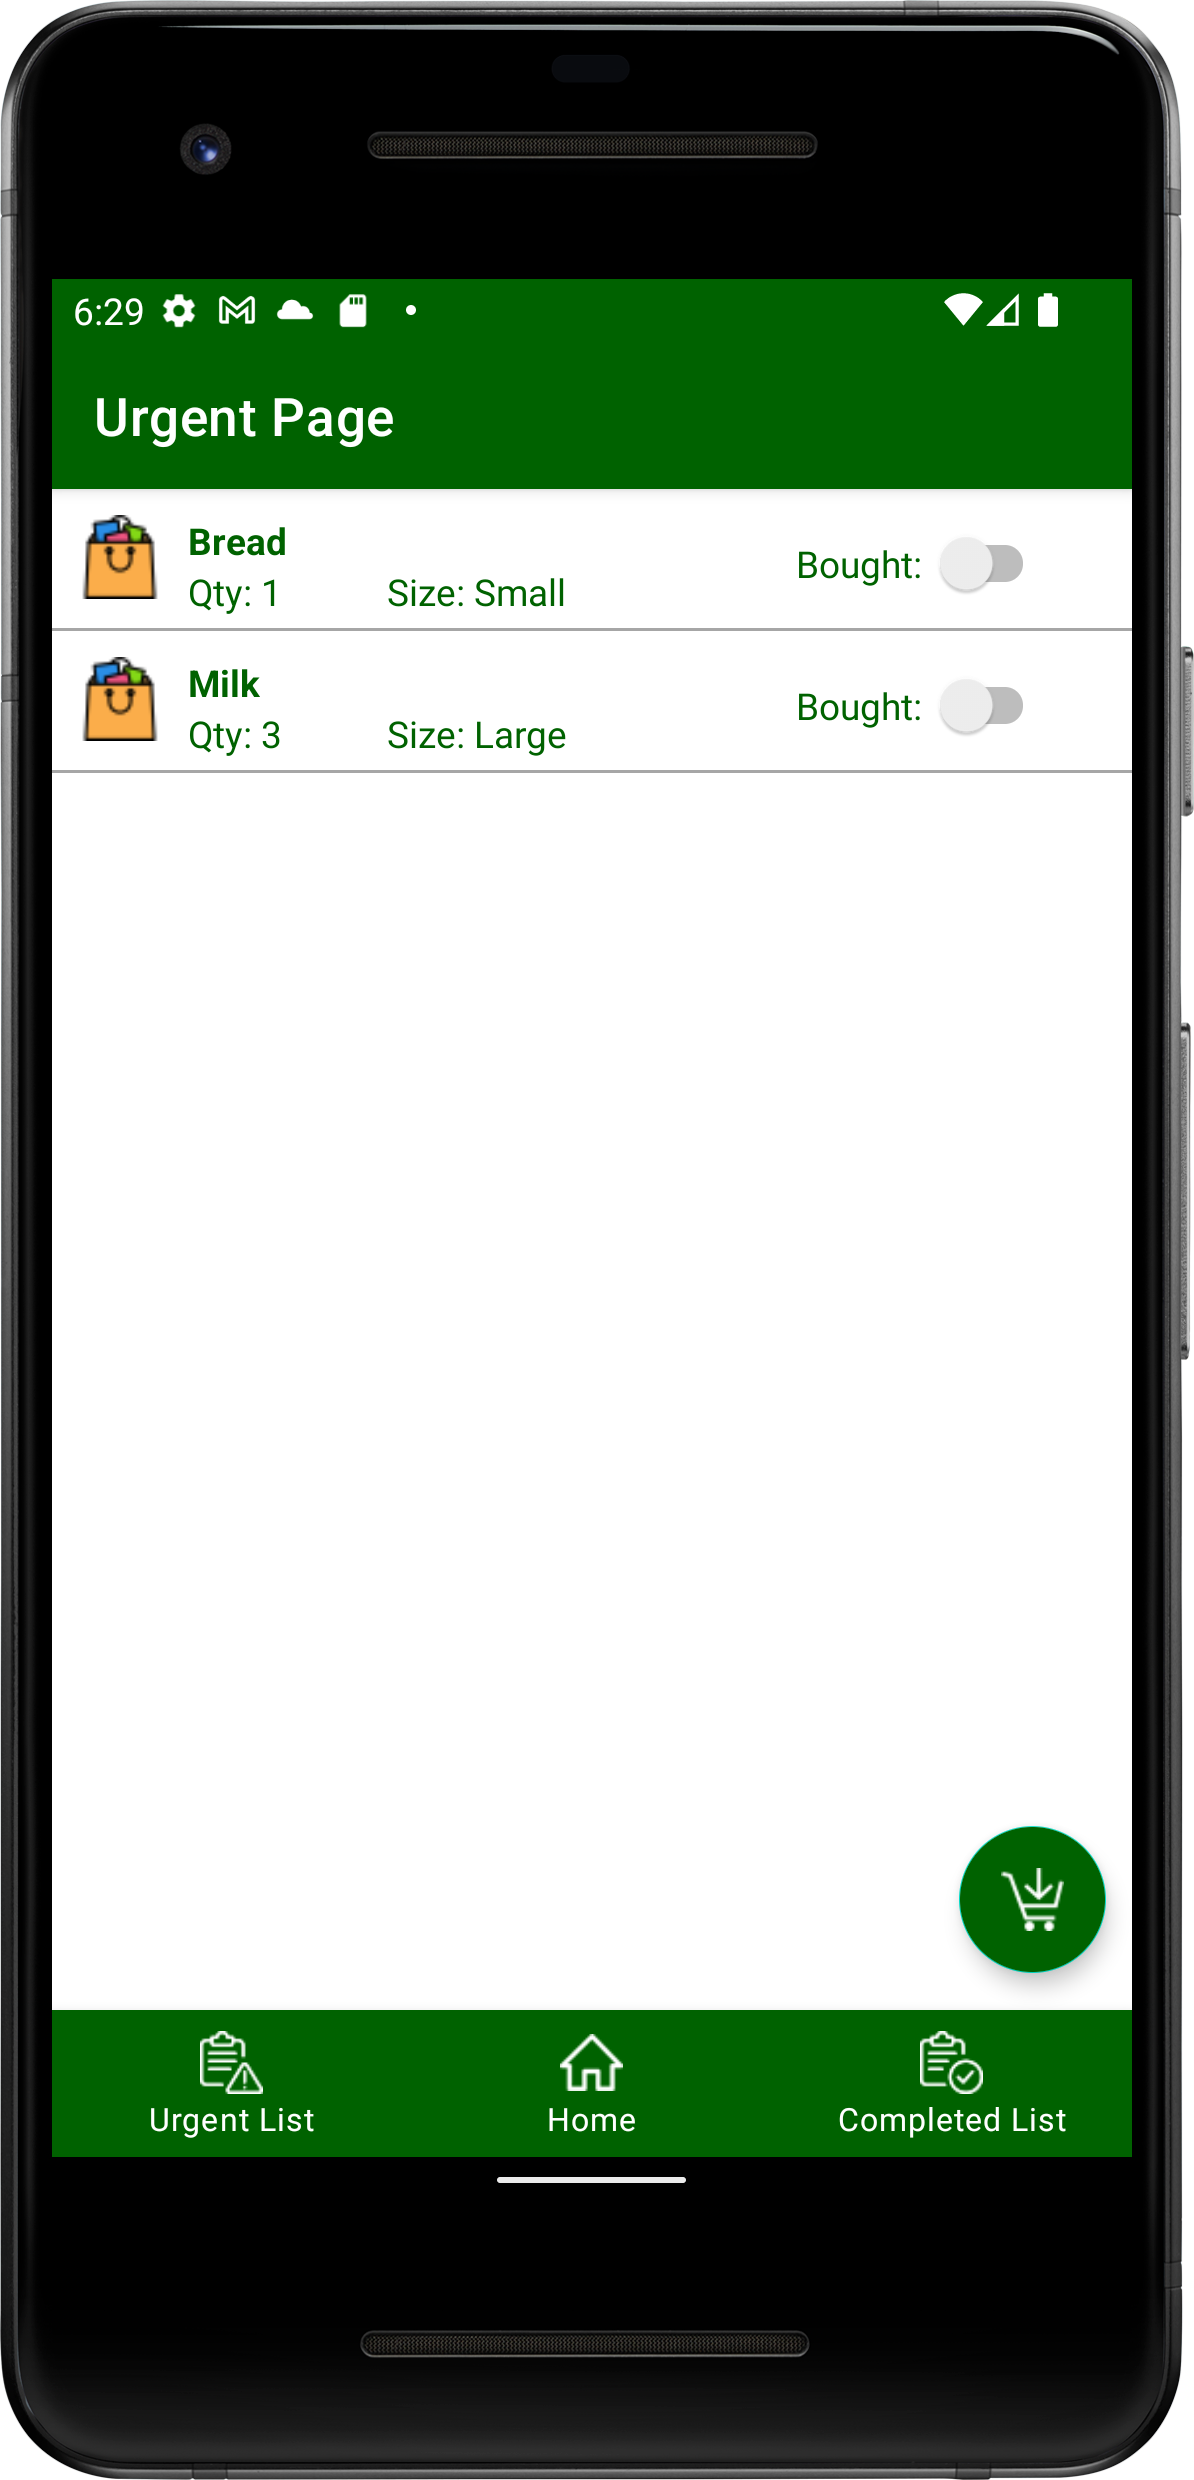 6:29
Urgent Page
Bread
Qty: 1 Size: Small
Bought:
Milk
Qty: 3 Size: Large
Bought:
Urgent List Home Completed List